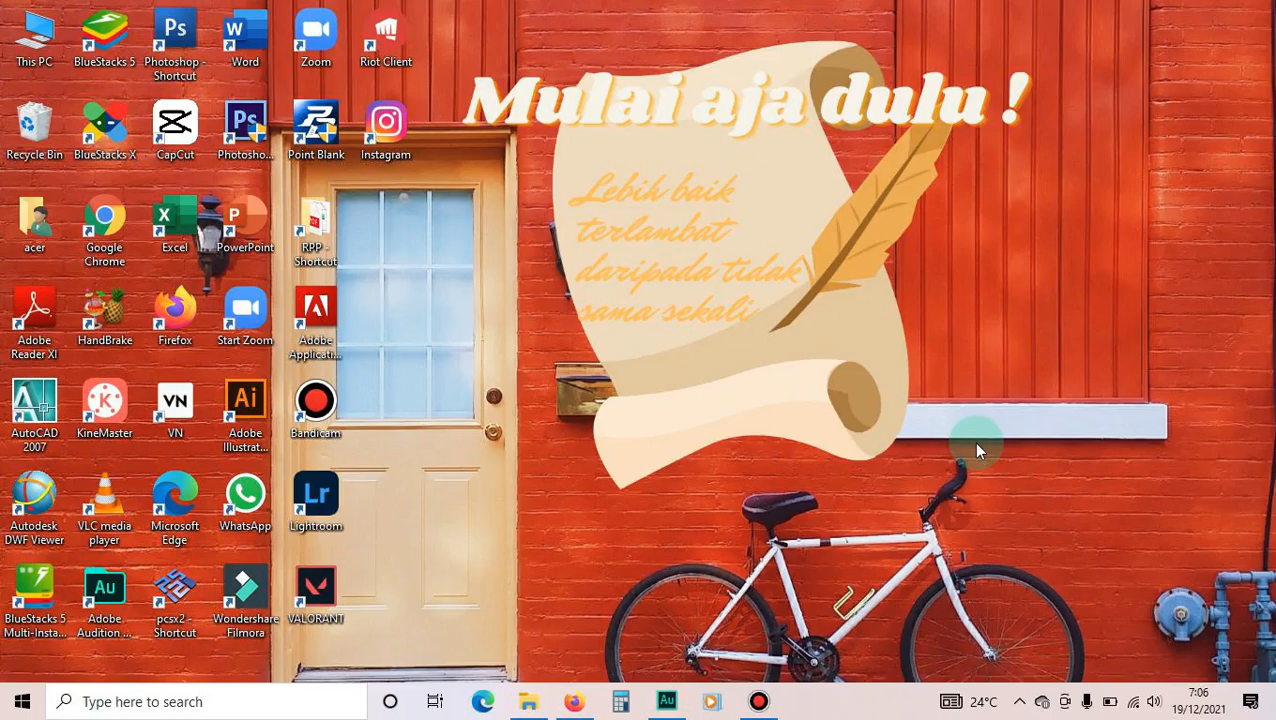 This PC
BlueStacks 5
Photoshop -
Shortcut
Word
Zoom
Riot Client
Recycle Bin
BlueStacks X
CapCut
Photosho...
Point Blank
Instagram
acer
Google
Chrome
Excel
PowerPoint
RPP -
Shortcut
Adobe
Reader XI
HandBrake
Firefox
Start Zoom
Adobe
Applicati...
AutoCAD
2007
KineMaster
VN
Adobe
Illustrat...
Bandicam
Autodesk
DWF Viewer
VLC media
player
Microsoft
Edge
WhatsApp
Lightroom
BlueStacks 5
Multi-Insta...
Adobe
Audition ...
pcsx2 -
Shortcut
Wondershare
Filmora
VALORANT
Mulai aja dulu !
Lebih baik
terlambat
daripada tidak
sama sekali
Type here to search
24°C
7:06
19/12/2021